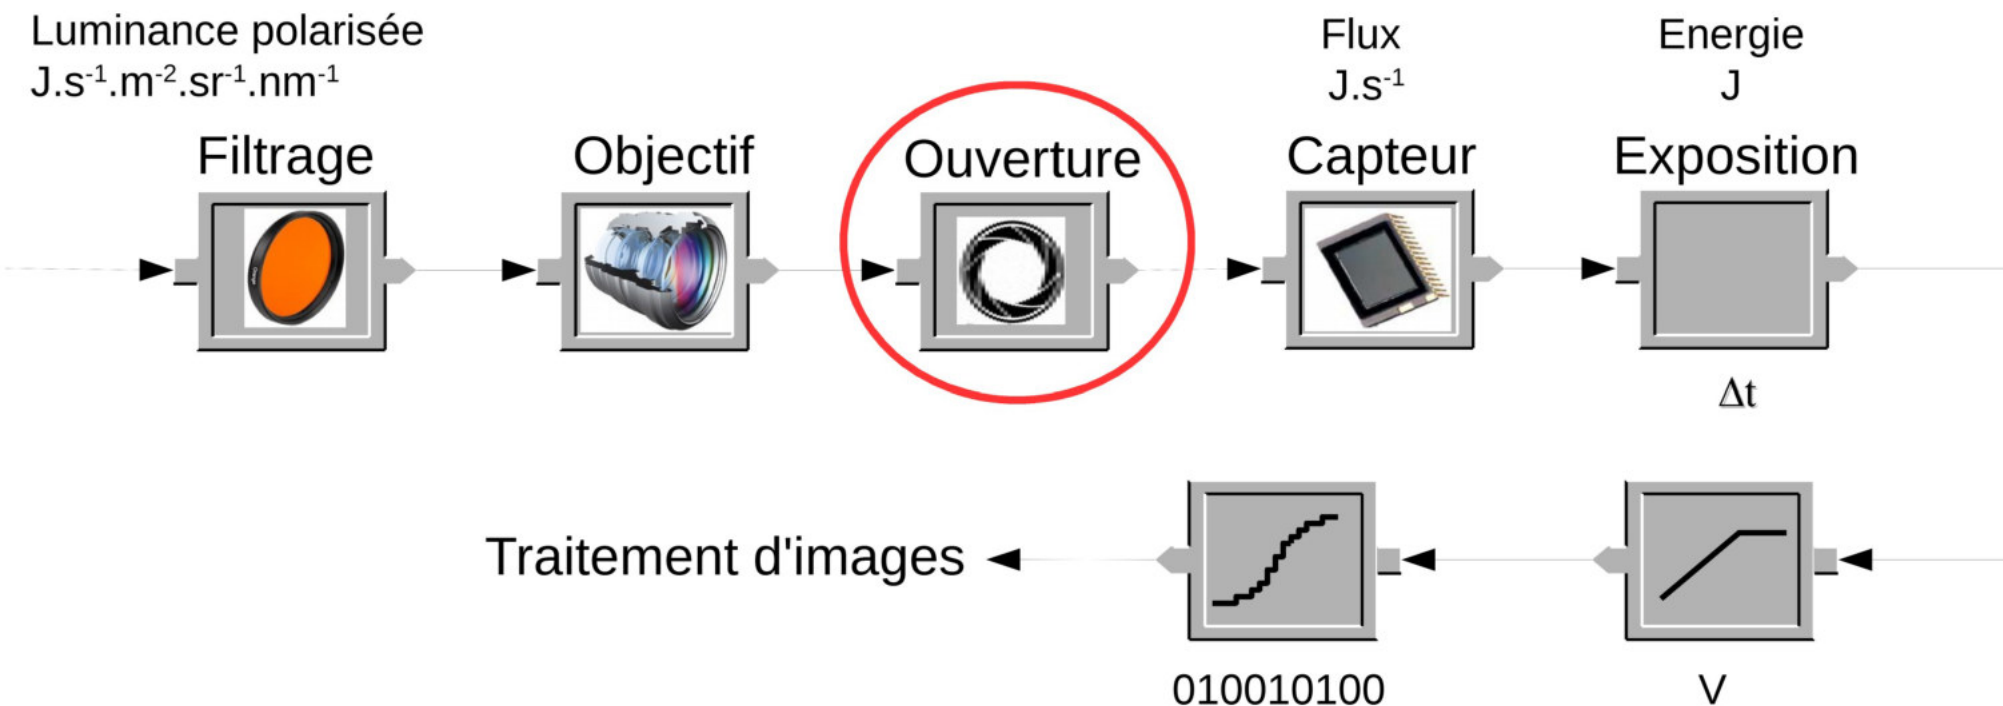 Luminance polarisée
J.s⁻¹.m⁻².sr⁻¹.nm⁻¹
Flux
J.s⁻¹
Energie
J
Filtrage
Objectif
Ouverture
Capteur
Exposition
Δt
Traitement d'images
010010100
V